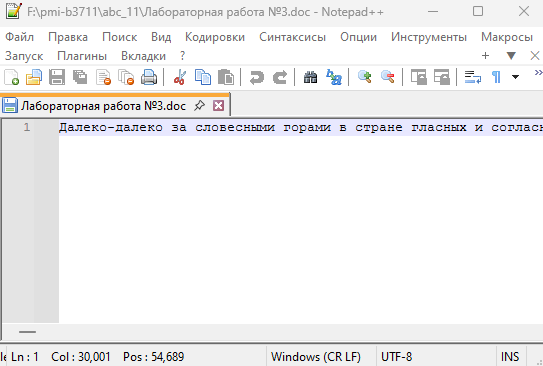 F:\pmi-b3711\abc_11\Лабораторная работа №3.doc - Notepad++
Файл Правка Поиск Вид Кодировки Синтаксисы Опции Инструменты Макросы
Запуск Плагины Вкладки ?
Лабораторная работа №3.doc
1 Далеко-далеко за словесными горами в стране гласных и согласн
le Ln : 1 Col : 30,001 Pos : 54,689 Windows (CR LF) UTF-8 INS